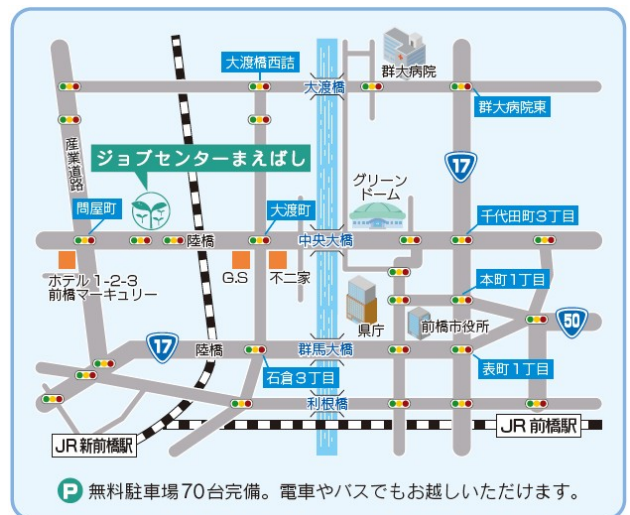 大渡橋西詰
群大病院
大渡橋
群大病院東
産業道路
ジョブセンターまえばし
17
グリーン
ドーム
問屋町
大渡町
千代田町3丁目
陸橋
中央大橋
ホテル1-2-3
前橋マーキュリー
G.S
不二家
本町1丁目
県庁
前橋市役所
50
17
陸橋
群馬大橋
石倉3丁目
表町1丁目
利根橋
JR新前橋駅
JR前橋駅
P 無料駐車場70台完備。電車やバスでもお越しいただけます。